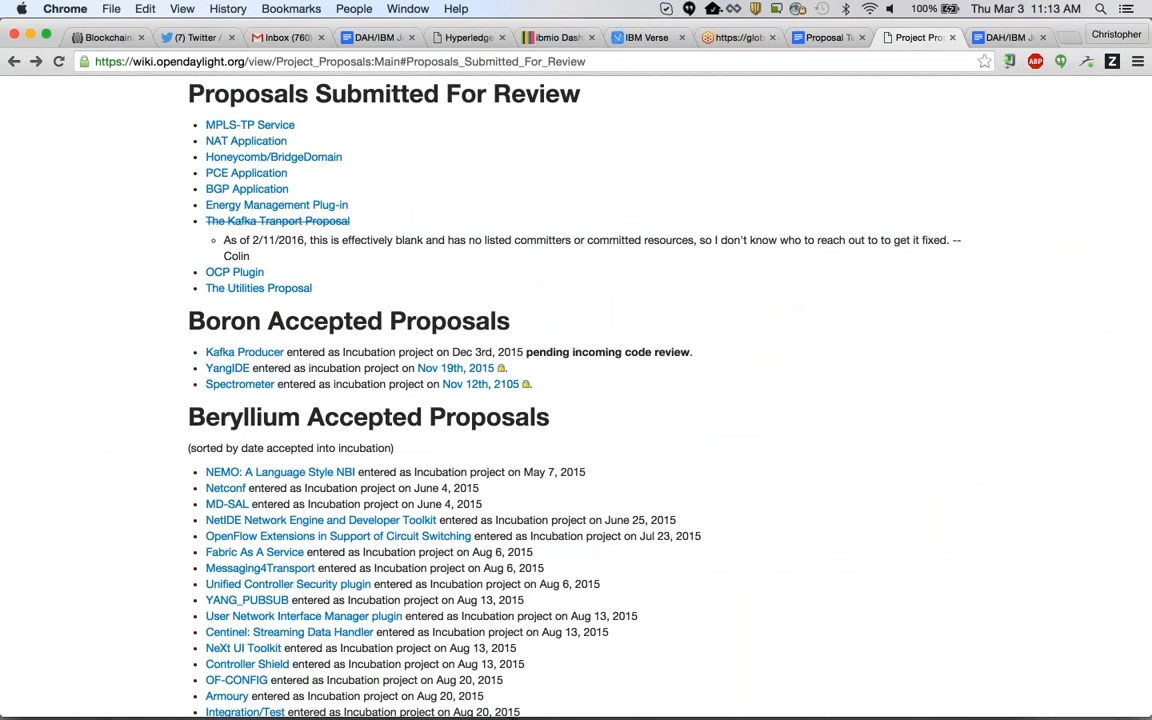 Chrome File Edit View History Bookmarks People Window Help 100% Thu Mar 3 11:13 AM
Blockchain (7) Twitter / Inbox (760) DAH/IBM J Hyperledge ibmio Dash IBM Verse https://glob Proposal Te Project Pro DAH/IBM J Christopher
https://wiki.opendaylight.org/view/Project_Proposals:Main#Proposals_Submitted_For_Review ABP Z
Proposals Submitted For Review
MPLS-TP Service
NAT Application
Honeycomb/BridgeDomain
PCE Application
BGP Application
Energy Management Plug-in
The Kafka Tranport Proposal
As of 2/11/2016, this is effectively blank and has no listed committers or committed resources, so I don't know who to reach out to to get it fixed. --
Colin
OCP Plugin
The Utilities Proposal
Boron Accepted Proposals
Kafka Producer entered as Incubation project on Dec 3rd, 2015 pending incoming code review.
YangIDE entered as incubation project on Nov 19th, 2015.
Spectrometer entered as incubation project on Nov 12th, 2105.
Beryllium Accepted Proposals
(sorted by date accepted into incubation)
NEMO: A Language Style NBI entered as Incubation project on May 7, 2015
Netconf entered as Incubation project on June 4, 2015
MD-SAL entered as Incubation project on June 4, 2015
NetIDE Network Engine and Developer Toolkit entered as Incubation project on June 25, 2015
OpenFlow Extensions in Support of Circuit Switching entered as Incubation project on Jul 23, 2015
Fabric As A Service entered as Incubation project on Aug 6, 2015
Messaging4Transport entered as Incubation project on Aug 6, 2015
Unified Controller Security plugin entered as Incubation project on Aug 6, 2015
YANG_PUBSUB entered as Incubation project on Aug 13, 2015
User Network Interface Manager plugin entered as Incubation project on Aug 13, 2015
Centinel: Streaming Data Handler entered as Incubation project on Aug 13, 2015
NeXt UI Toolkit entered as Incubation project on Aug 13, 2015
Controller Shield entered as Incubation project on Aug 13, 2015
OF-CONFIG entered as Incubation project on Aug 20, 2015
Armoury entered as Incubation project on Aug 20, 2015
Integration/Test entered as Incubation project on Aug 20, 2015